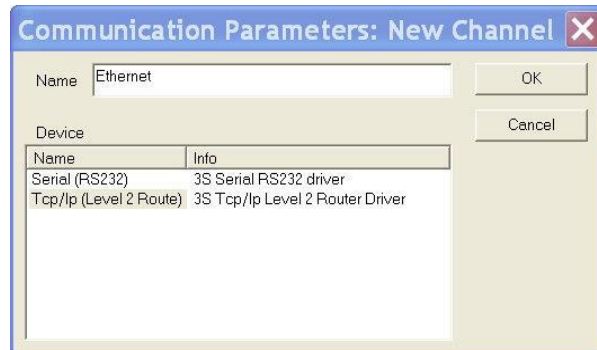 Communication Parameters: New Channel
Name Ethernet OK
Cancel
Device
Name Info
Serial (RS232) 3S Serial RS232 driver
Tcp/Ip (Level 2 Route) 3S Tcp/Ip Level 2 Router Driver